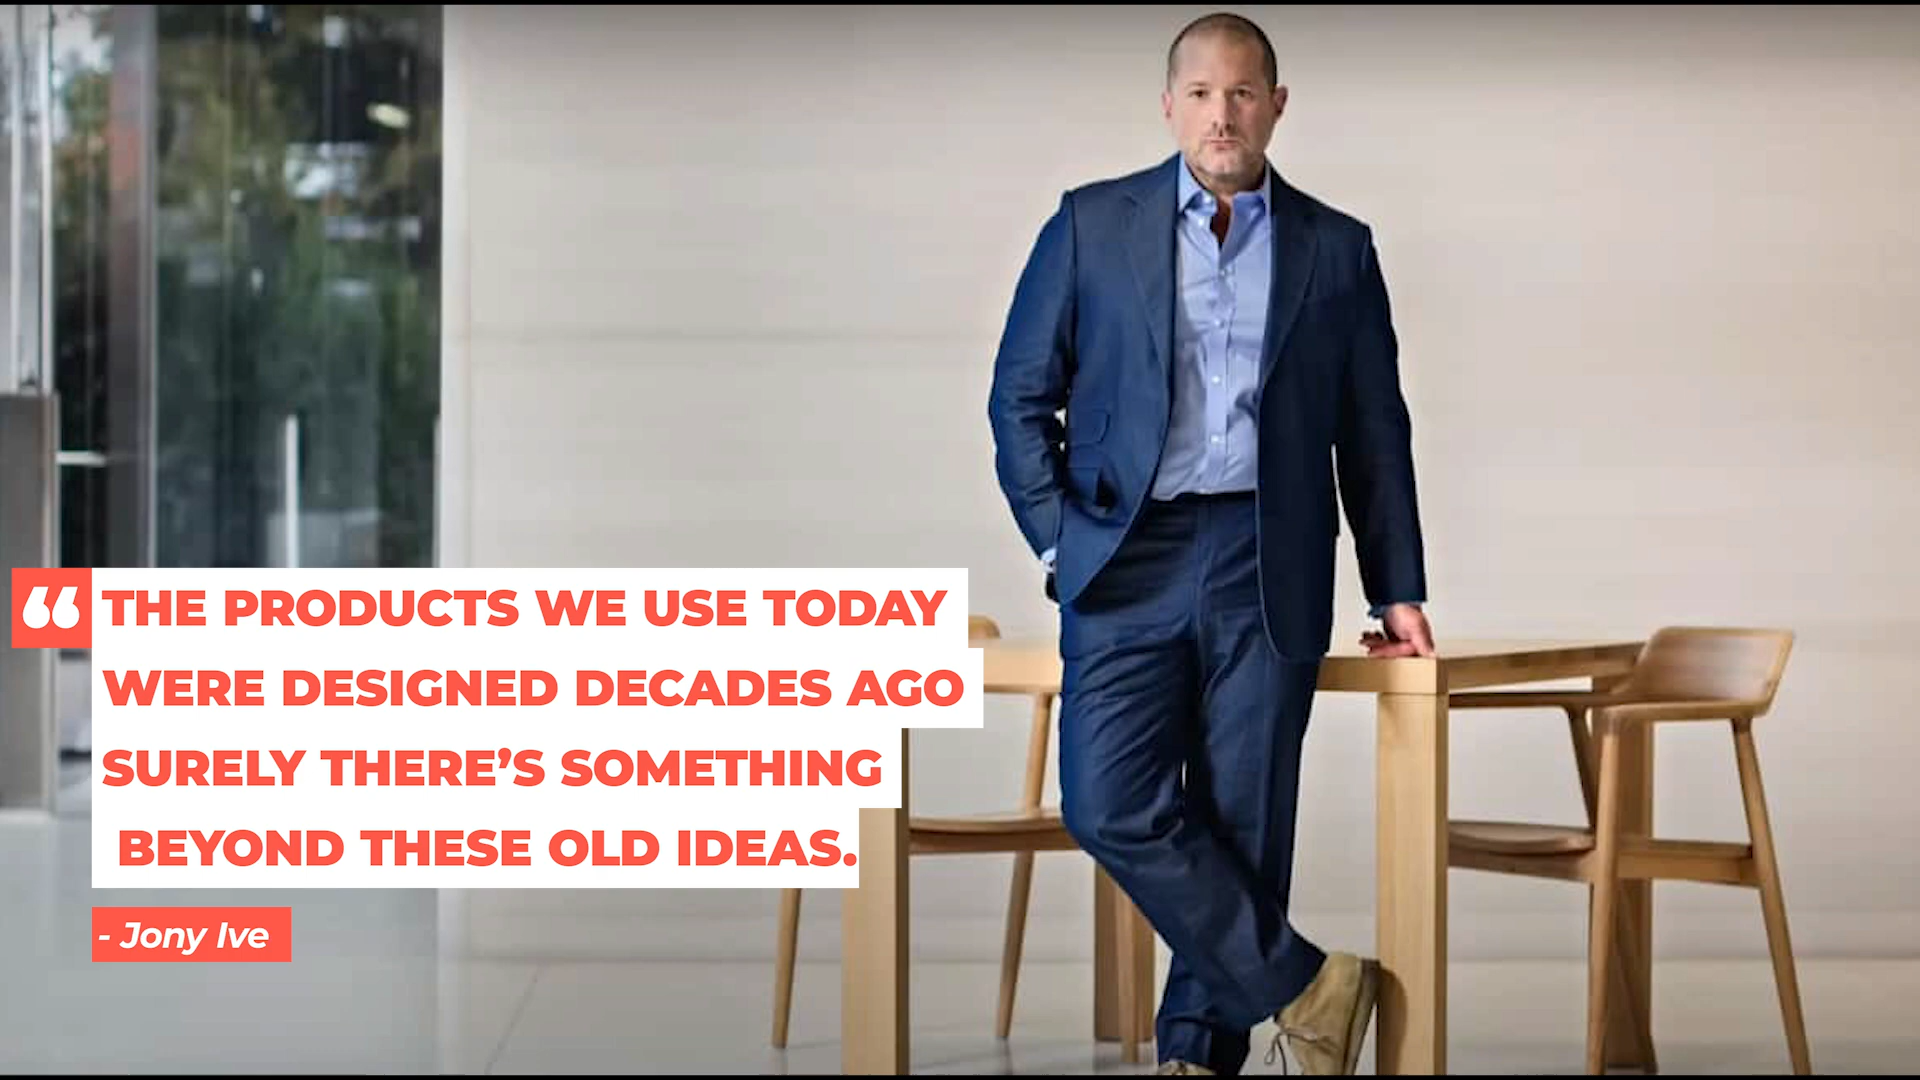 “ THE PRODUCTS WE USE TODAY
WERE DESIGNED DECADES AGO
SURELY THERE’S SOMETHING
BEYOND THESE OLD IDEAS.
- Jony Ive